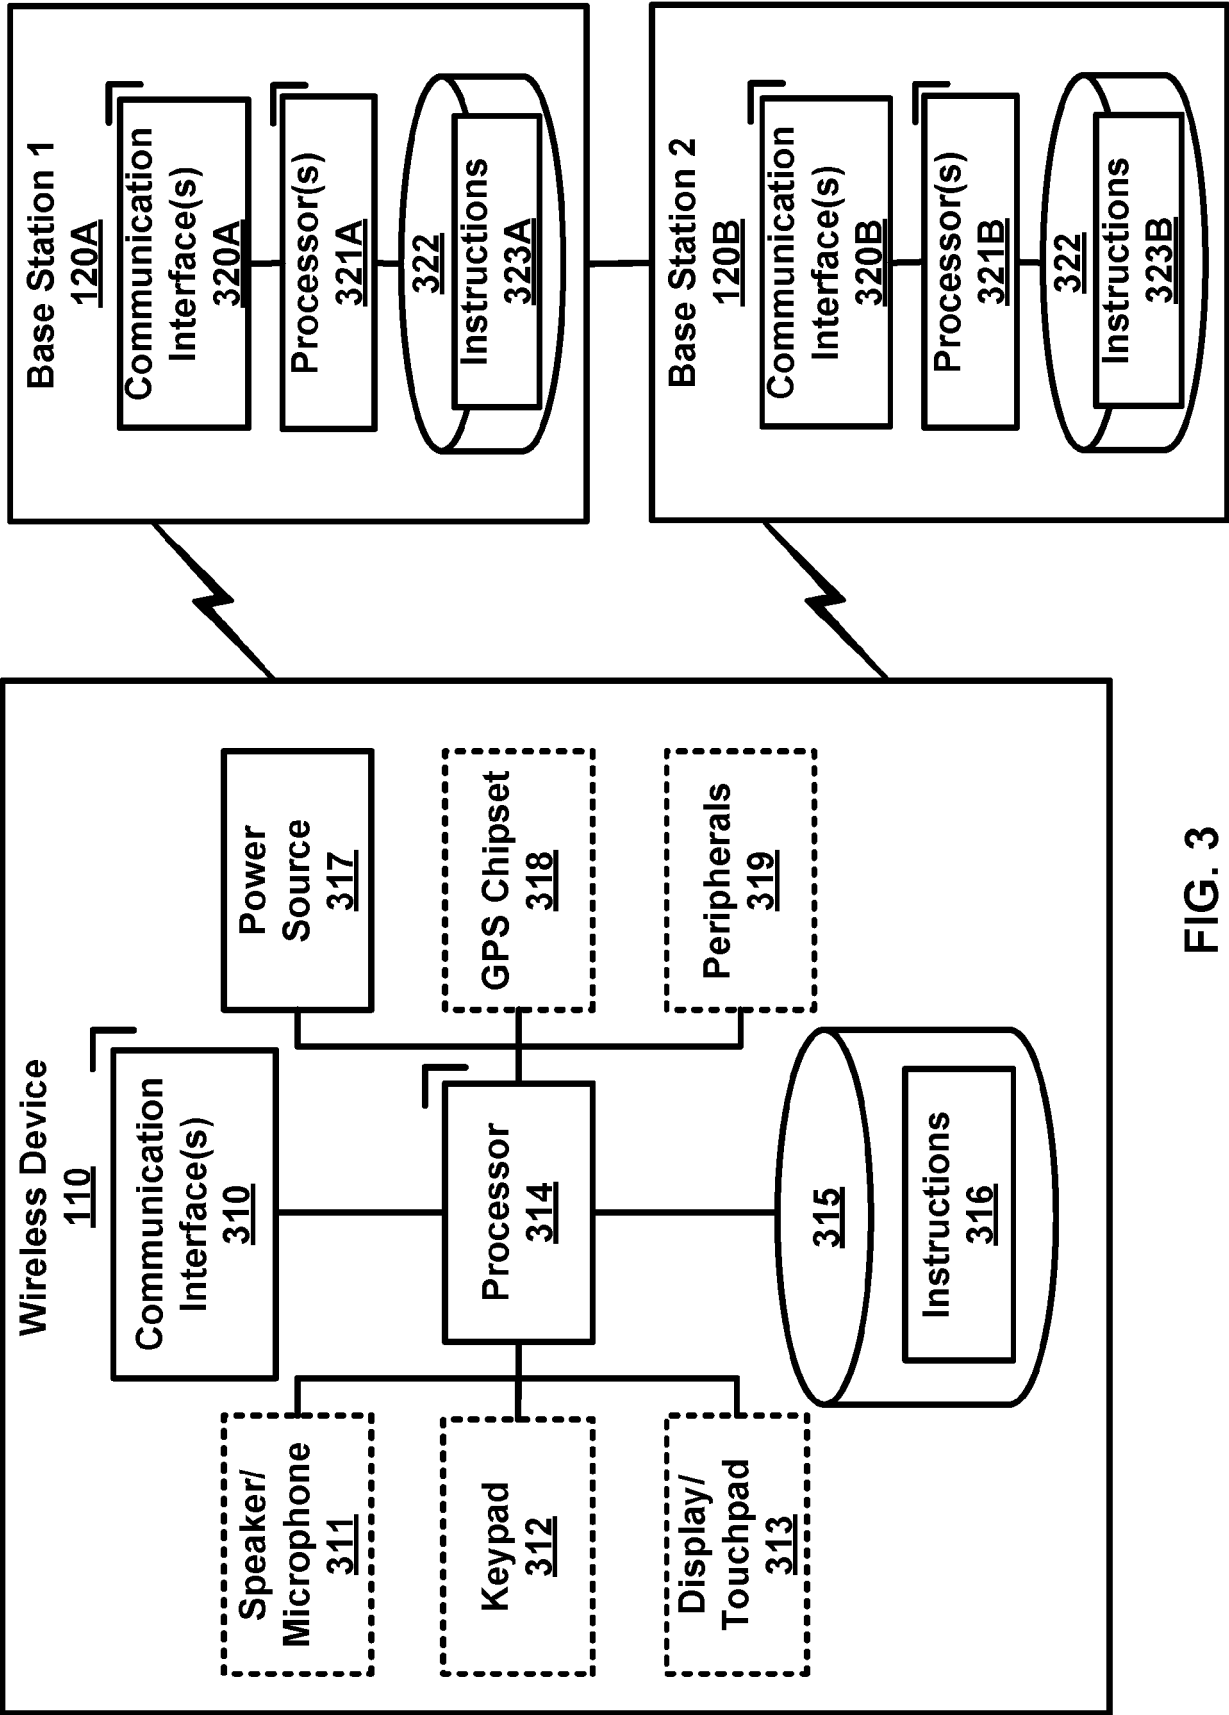 Wireless Device
110
Communication
Interface(s)
310
Speaker/
Microphone
311
Power
Source
317
Keypad
312
Processor
314
GPS Chipset
318
Display/
Touchpad
313
Peripherals
319
315
Instructions
316
Base Station 1
120A
Communication
Interface(s)
320A
Processor(s)
321A
322
Instructions
323A
Base Station 2
120B
Communication
Interface(s)
320B
Processor(s)
321B
322
Instructions
323B
FIG. 3